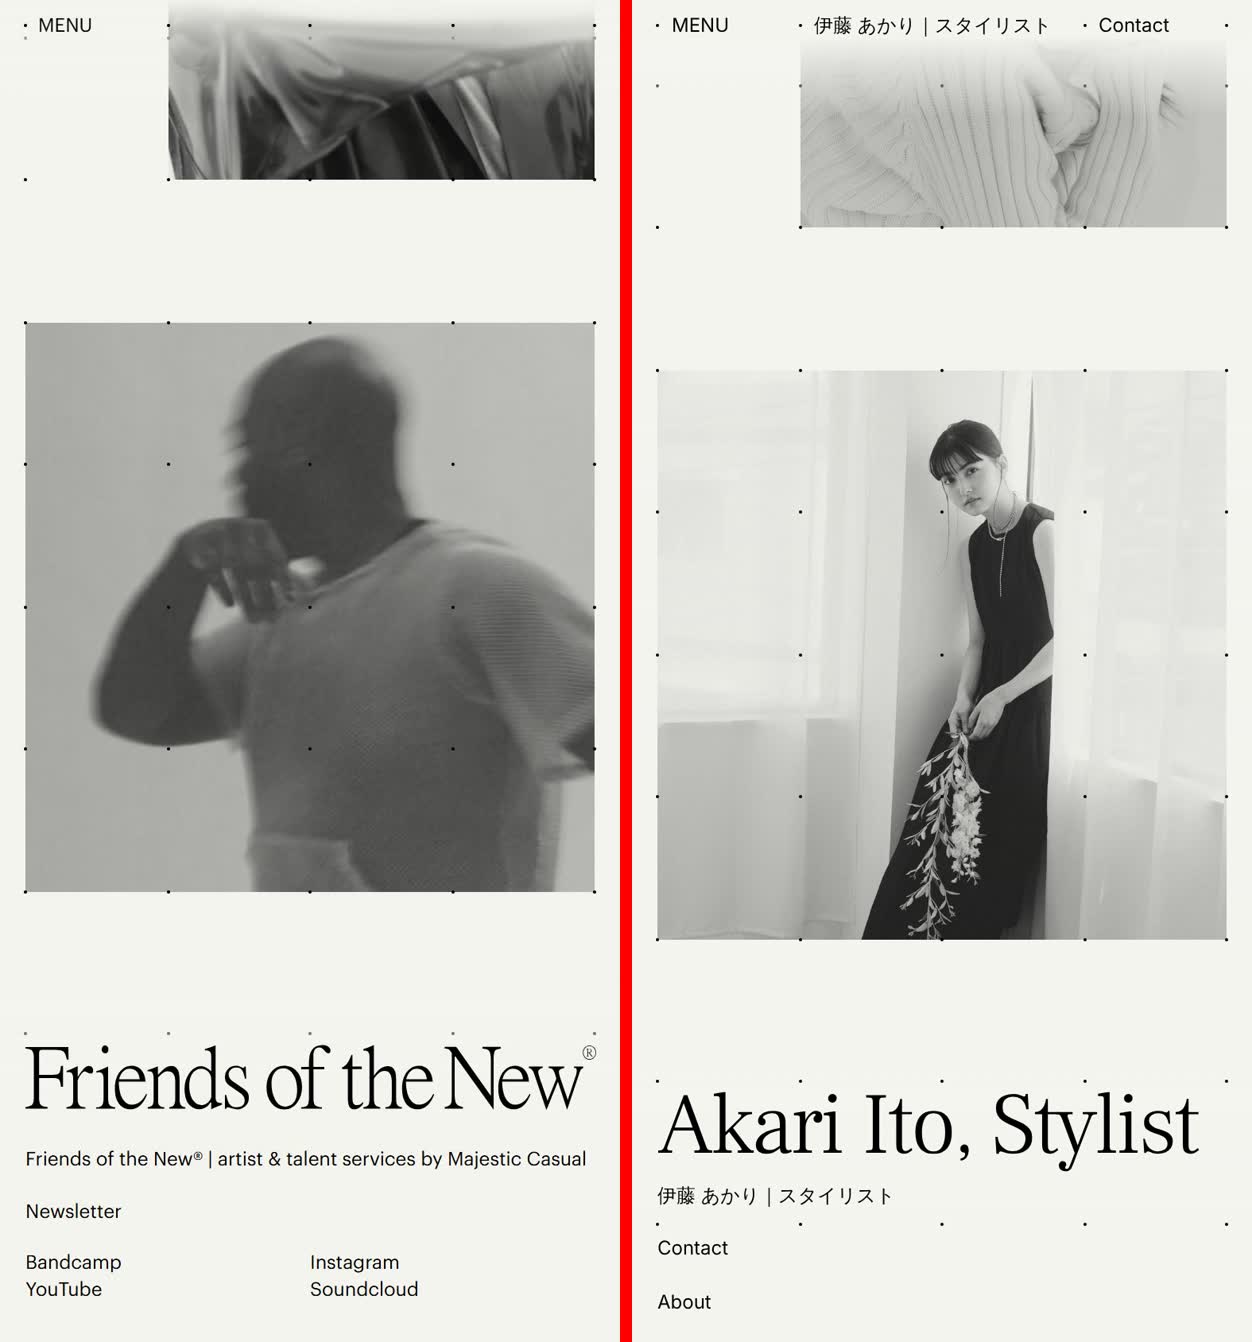 MENU
Friends of the New®
Friends of the New® | artist & talent services by Majestic Casual
Newsletter
Bandcamp
Instagram
YouTube
Soundcloud
MENU
伊藤 あかり｜スタイリスト
Contact
Akari Ito, Stylist
伊藤 あかり｜スタイリスト
Contact
About